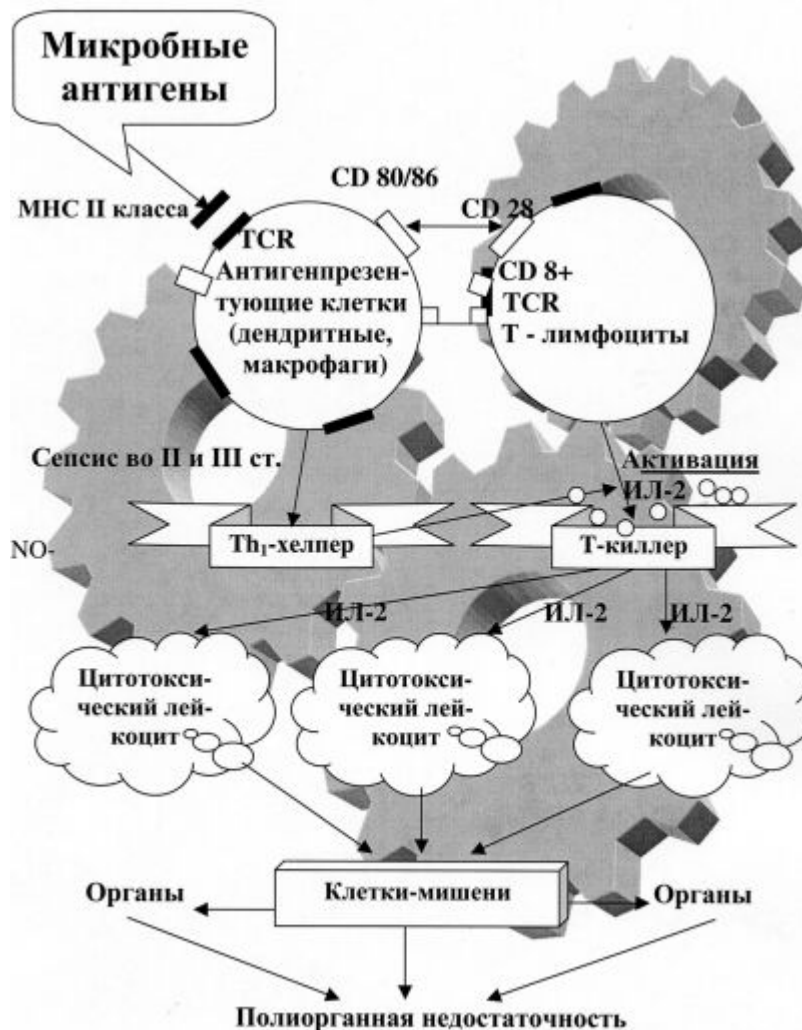 Микробные
антигены
CD 80/86
МНС II класса
CD 28
TCR
Антигенпрезен-
тующие клетки
(дендритные,
макрофаги)
CD 8+
TCR
Т - лимфоциты
Сепсис во II и III ст.
Активация
ИЛ-2
NO-
Th₁-хелпер
Т-киллер
ИЛ-2
ИЛ-2
ИЛ-2
Цитотокси-
ческий лей-
коцит
Цитотокси-
ческий лей-
коцит
Цитотокси-
ческий лей-
коцит
Органы
Клетки-мишени
Органы
Полиорганная недостаточность